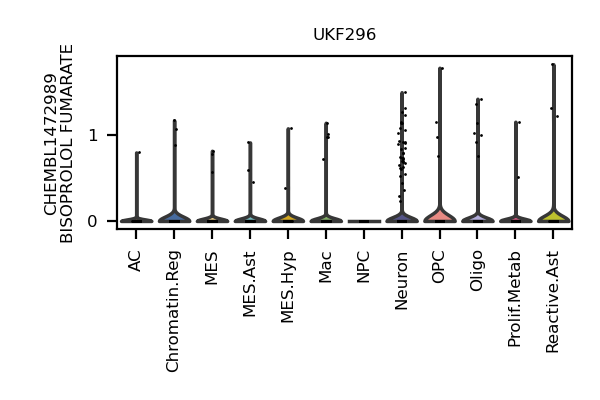 UKF296
CHEMBL1472989
BISOPROLOL FUMARATE
1
0
AC
Chromatin.Reg
MES
MES.Ast
MES.Hyp
Mac
NPC
Neuron
OPC
Oligo
Prolif.Metab
Reactive.Ast